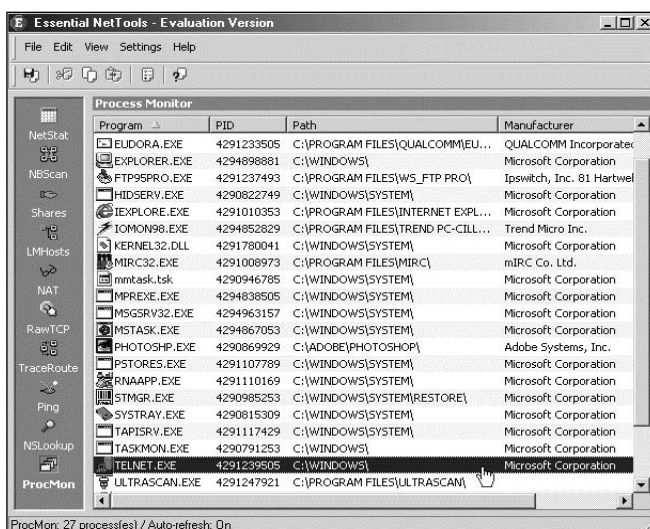 Essential NetTools - Evaluation Version
File Edit View Settings Help
NetStat
NBScan
Shares
LMHosts
NAT
RawTCP
TraceRoute
Ping
NSLookup
ProcMon
Process Monitor
Program PID Path Manufacturer
EUDORA.EXE 4291233505 C:\PROGRAM FILES\QUALCOMM\EU... QUALCOMM Incorporated
EXPLORER.EXE 4294898881 C:\WINDOWS\ Microsoft Corporation
FTP95PRO.EXE 4291237493 C:\PROGRAM FILES\WS_FTP PRO\ Ipswitch, Inc. 81 Hartwel
HIDSERV.EXE 4290822749 C:\WINDOWS\SYSTEM\ Microsoft Corporation
IEXPLORE.EXE 4291010353 C:\PROGRAM FILES\INTERNET EXPL... Microsoft Corporation
IOMON98.EXE 4294852829 C:\PROGRAM FILES\TREND PC-CILL... Trend Micro Inc.
KERNEL32.DLL 4291780041 C:\WINDOWS\SYSTEM\ Microsoft Corporation
MIRC32.EXE 4291008973 C:\PROGRAM FILES\MIRC\ mIRC Co. Ltd.
mmtask.tsk 4290946785 C:\WINDOWS\SYSTEM\ Microsoft Corporation
MPREXE.EXE 4294838505 C:\WINDOWS\SYSTEM\ Microsoft Corporation
MSGSRV32.EXE 4294963157 C:\WINDOWS\SYSTEM\ Microsoft Corporation
MSTASK.EXE 4294867053 C:\WINDOWS\SYSTEM\ Microsoft Corporation
PHOTOSHP.EXE 4290869929 C:\ADOBE\PHOTOSHOP\ Adobe Systems, Inc.
PSTORES.EXE 4291107789 C:\WINDOWS\SYSTEM\ Microsoft Corporation
RNAAPP.EXE 4291110169 C:\WINDOWS\SYSTEM\ Microsoft Corporation
STMGR.EXE 4290985253 C:\WINDOWS\SYSTEM\RESTORE\ Microsoft Corporation
SYSTRAY.EXE 4290815309 C:\WINDOWS\SYSTEM\ Microsoft Corporation
TAPISRV.EXE 4291117429 C:\WINDOWS\SYSTEM\ Microsoft Corporation
TASKMON.EXE 4290791253 C:\WINDOWS\ Microsoft Corporation
TELNET.EXE 4291239505 C:\WINDOWS\ Microsoft Corporation
ULTRASCAN.EXE 4291247921 C:\PROGRAM FILES\ULTRASCAN\
ProcMon: 27 process(es) / Auto-refresh: On